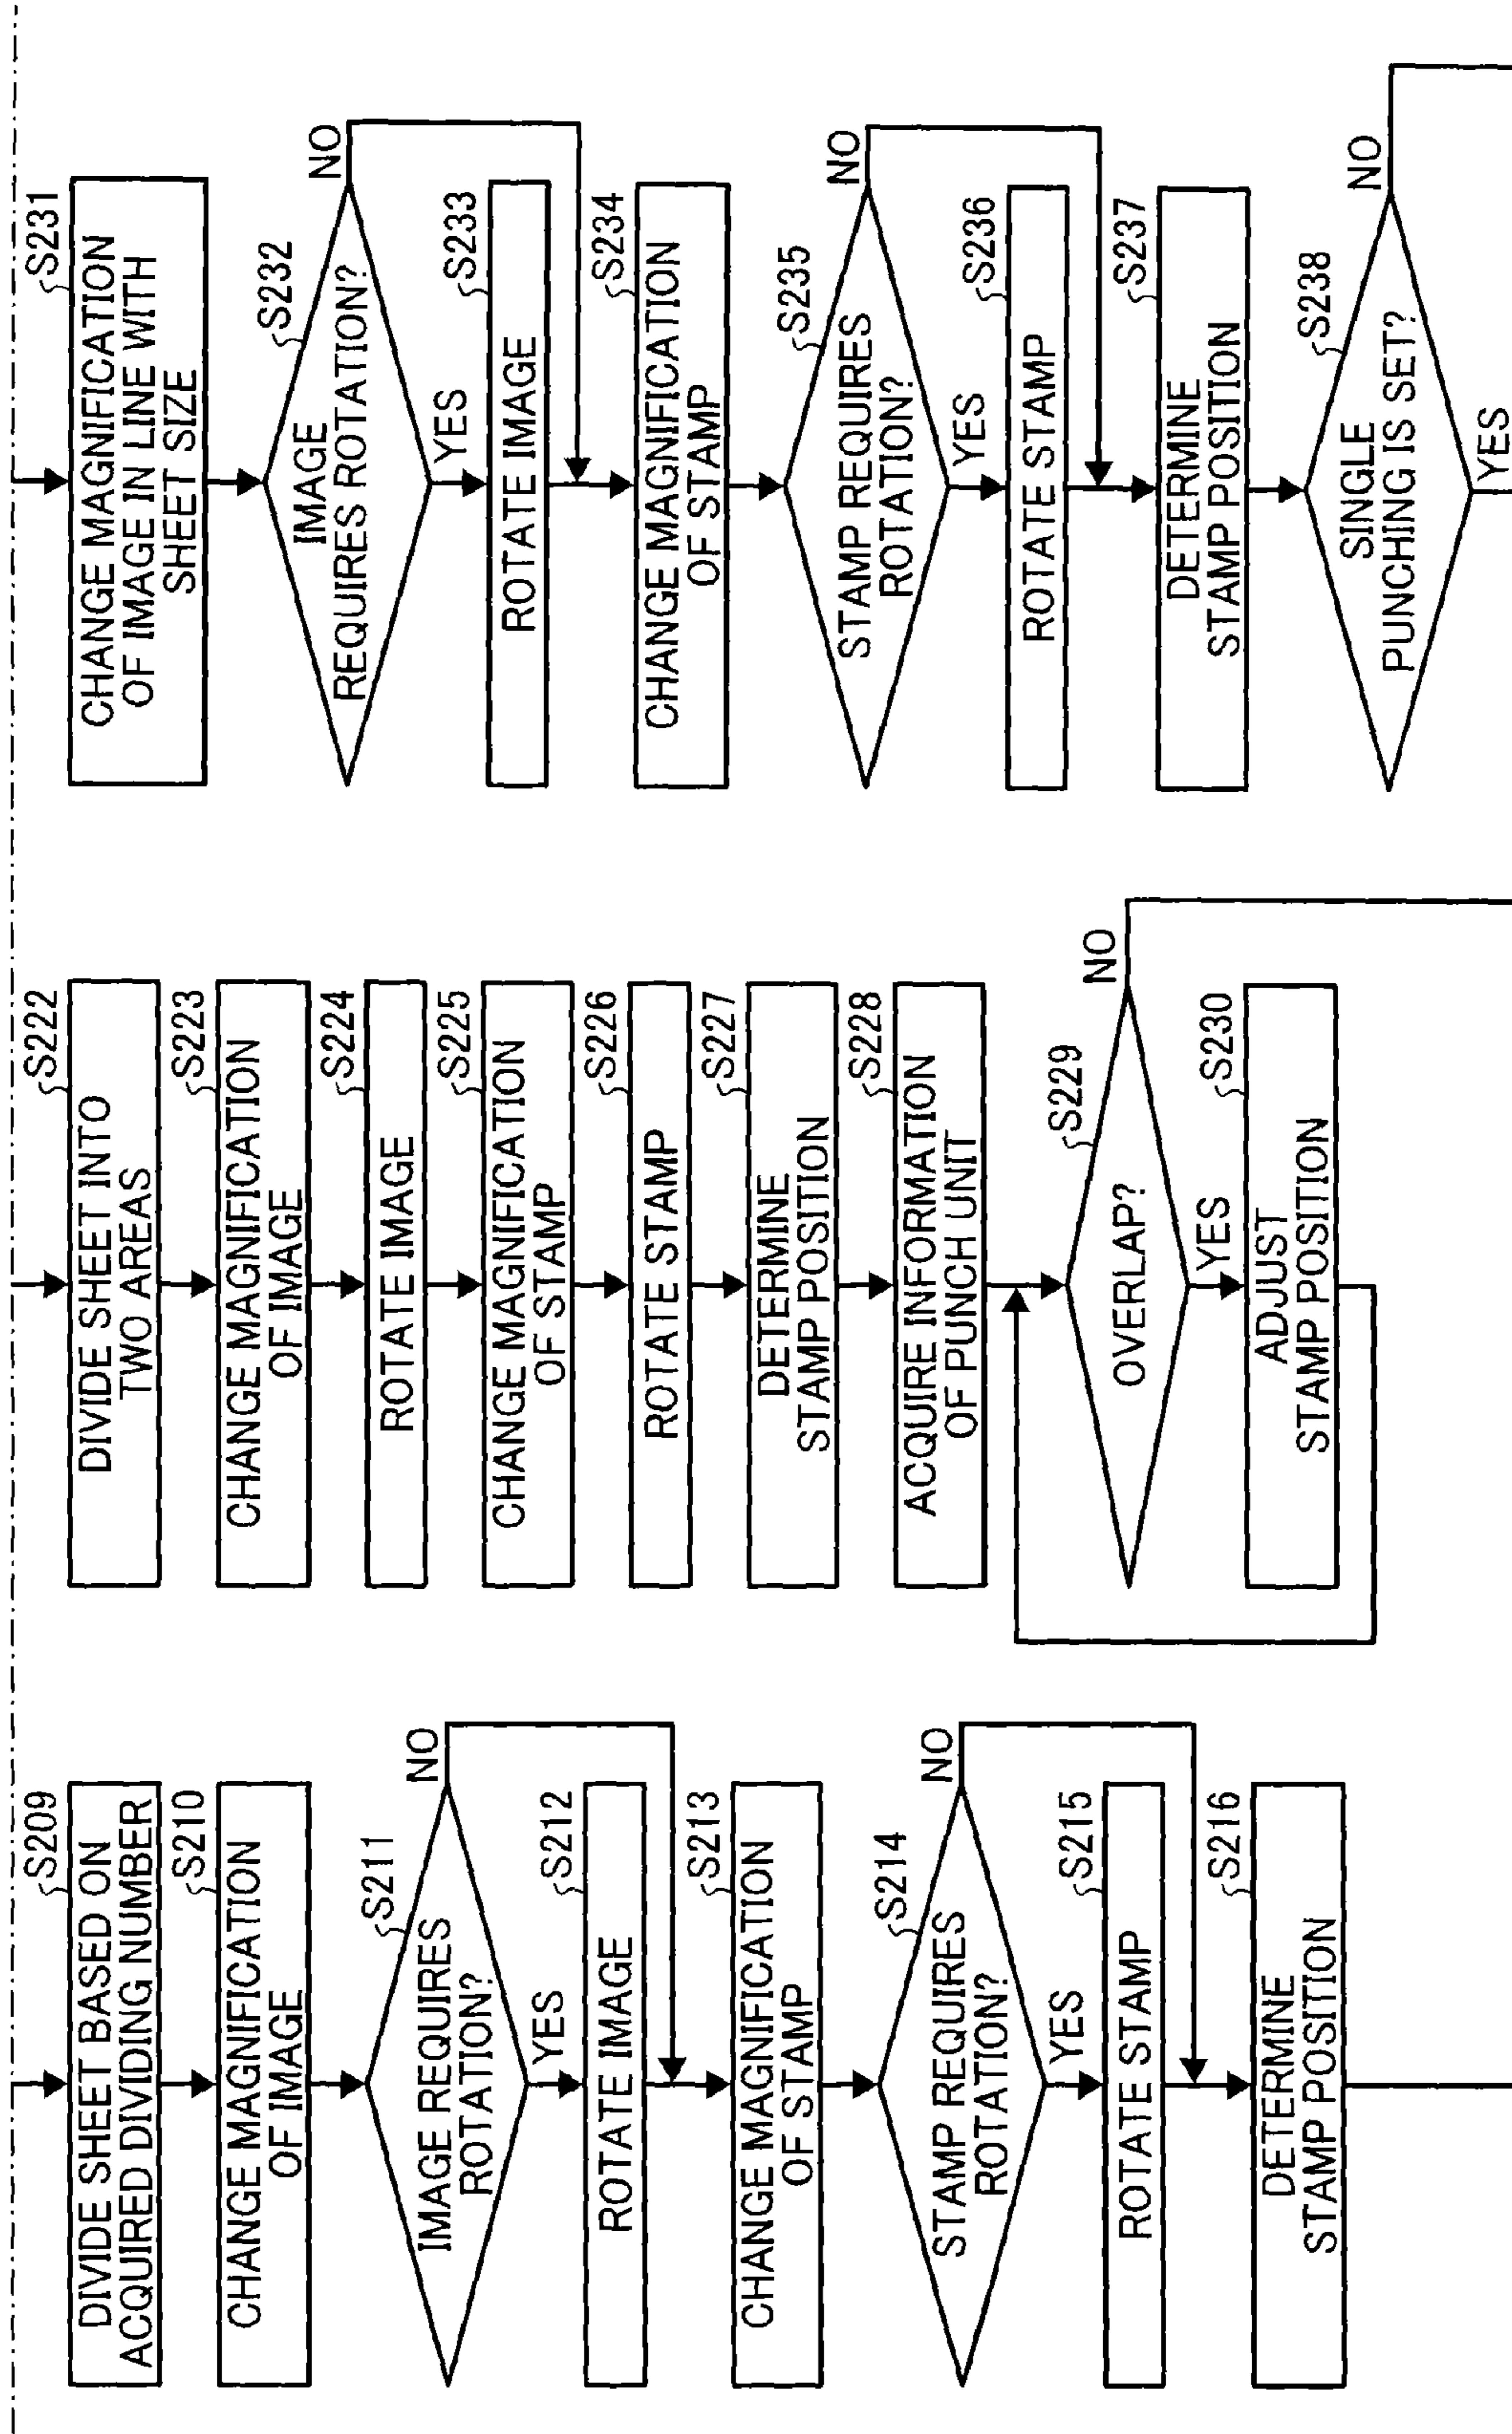 S209
DIVIDE SHEET BASED ON
ACQUIRED DIVIDING NUMBER
S210
CHANGE MAGNIFICATION
OF IMAGE
S211
IMAGE REQUIRES
ROTATION?
NO
YES
S212
ROTATE IMAGE
S213
CHANGE MAGNIFICATION
OF STAMP
S214
STAMP REQUIRES
ROTATION?
NO
YES
S215
ROTATE STAMP
S216
DETERMINE
STAMP POSITION
S222
DIVIDE SHEET INTO
TWO AREAS
S223
CHANGE MAGNIFICATION
OF IMAGE
S224
ROTATE IMAGE
S225
CHANGE MAGNIFICATION
OF STAMP
S226
ROTATE STAMP
S227
DETERMINE
STAMP POSITION
S228
ACQUIRE INFORMATION
OF PUNCH UNIT
S229
OVERLAP?
NO
YES
S230
ADJUST
STAMP POSITION
S231
CHANGE MAGNIFICATION
OF IMAGE IN LINE WITH
SHEET SIZE
S232
IMAGE
REQUIRES ROTATION?
NO
YES
S233
ROTATE IMAGE
S234
CHANGE MAGNIFICATION
OF STAMP
S235
STAMP REQUIRES
ROTATION?
NO
YES
S236
ROTATE STAMP
S237
DETERMINE
STAMP POSITION
S238
SINGLE
PUNCHING IS SET?
NO
YES